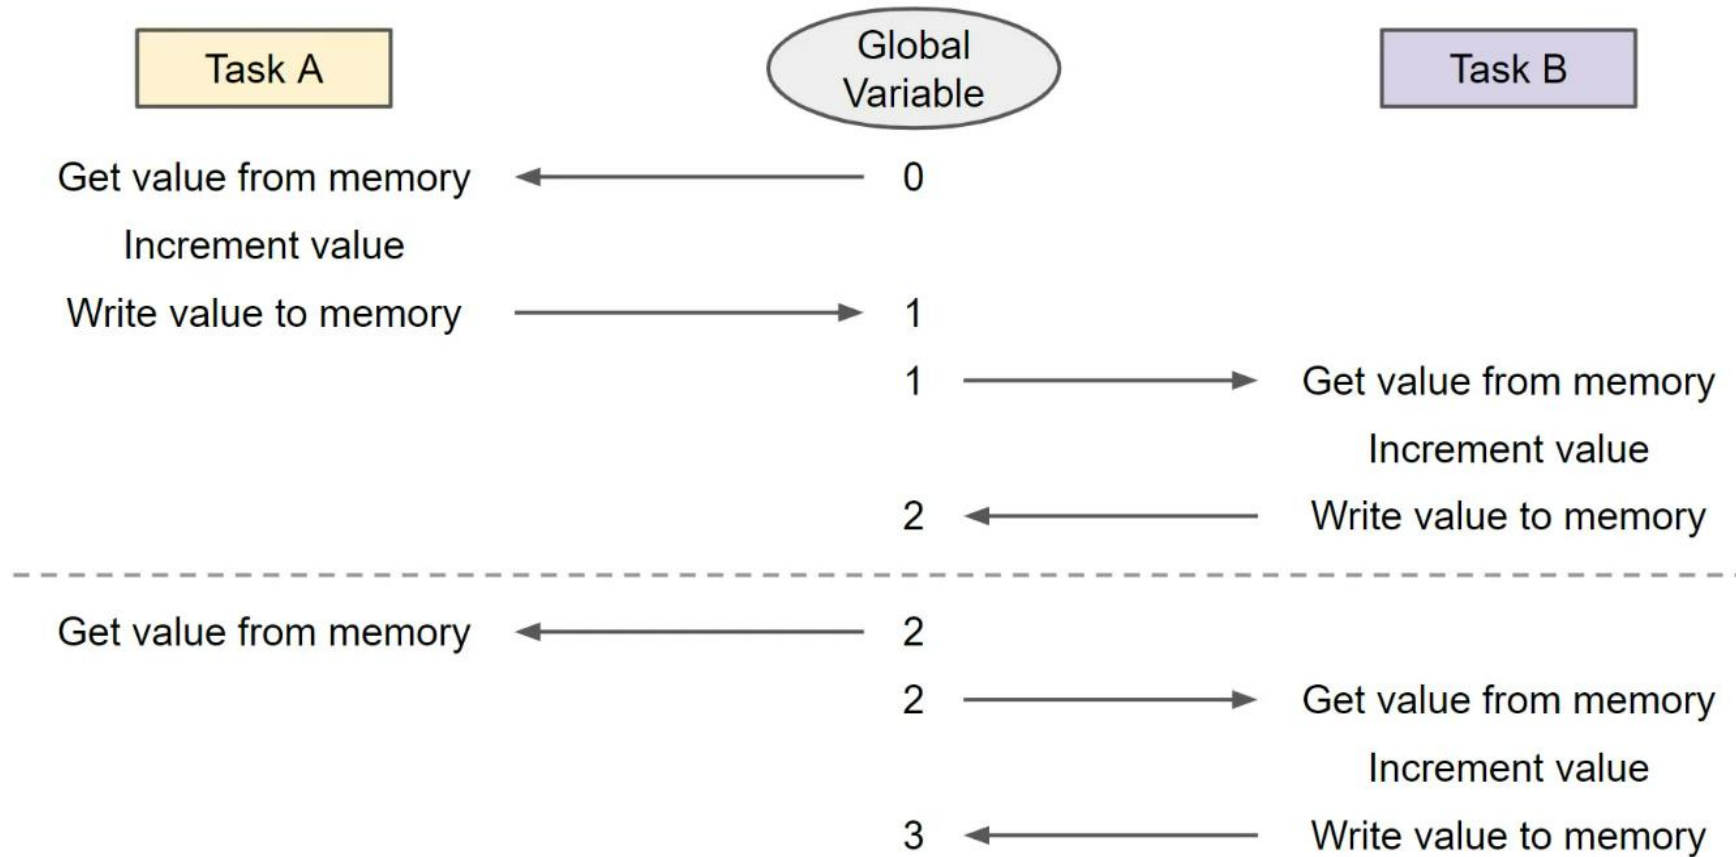 Task A
Global
Variable
Task B
Get value from memory
0
Increment value
Write value to memory
1
1
Get value from memory
Increment value
2
Write value to memory
Get value from memory
2
2
Get value from memory
Increment value
3
Write value to memory